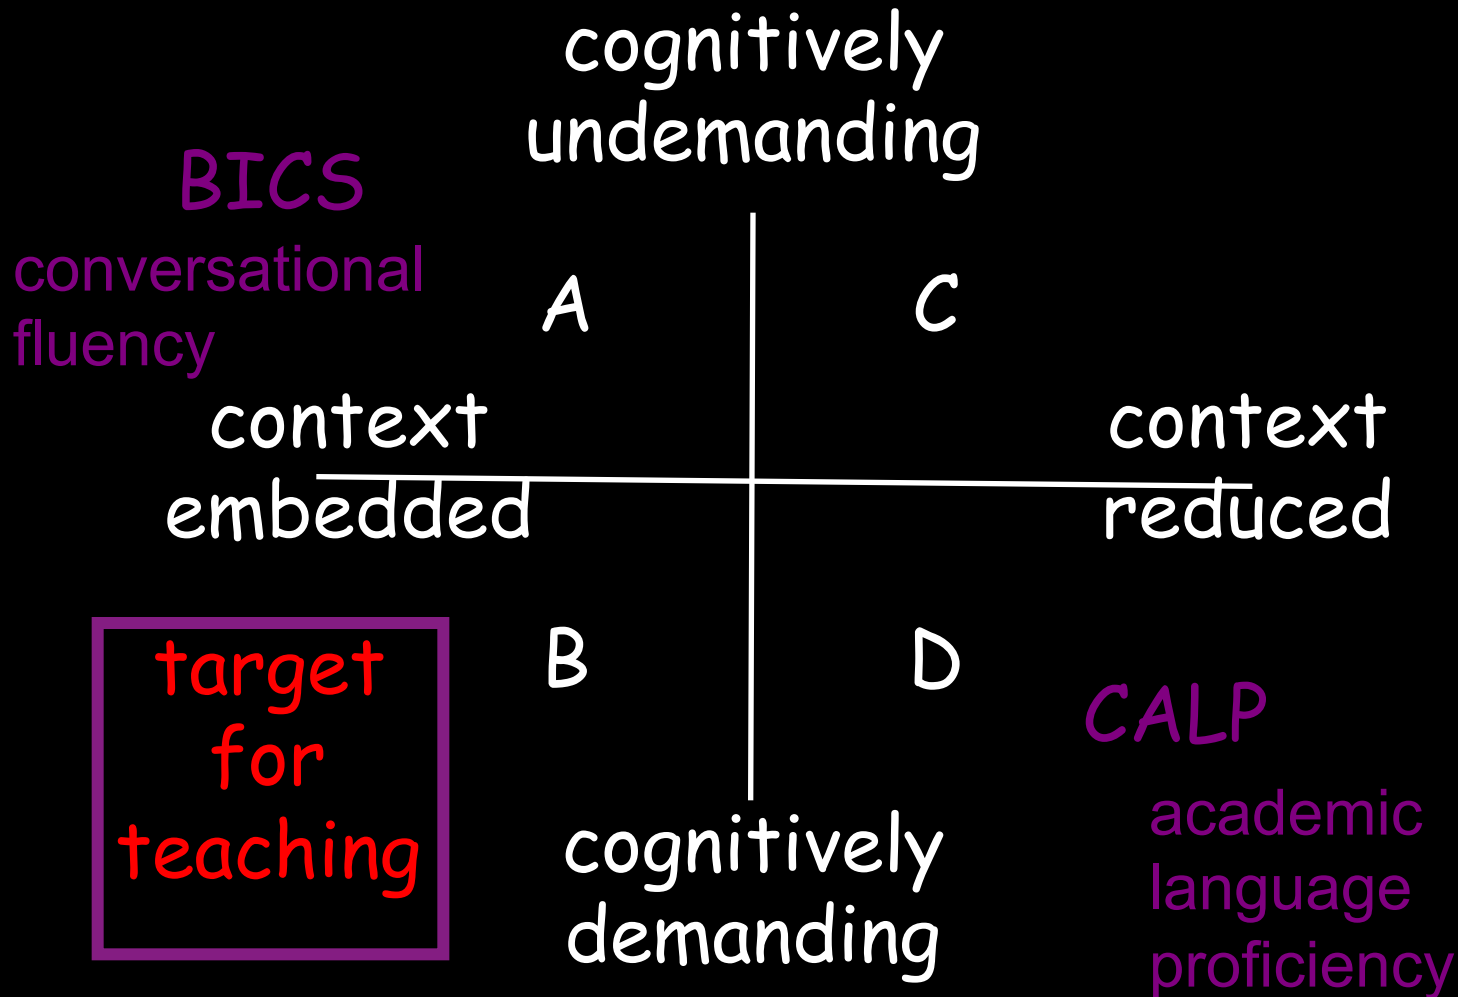 cognitively
undemanding
BICS
conversational
fluency
A
C
context
embedded
context
reduced
target
for
teaching
B
D
CALP
academic
language
proficiency
cognitively
demanding